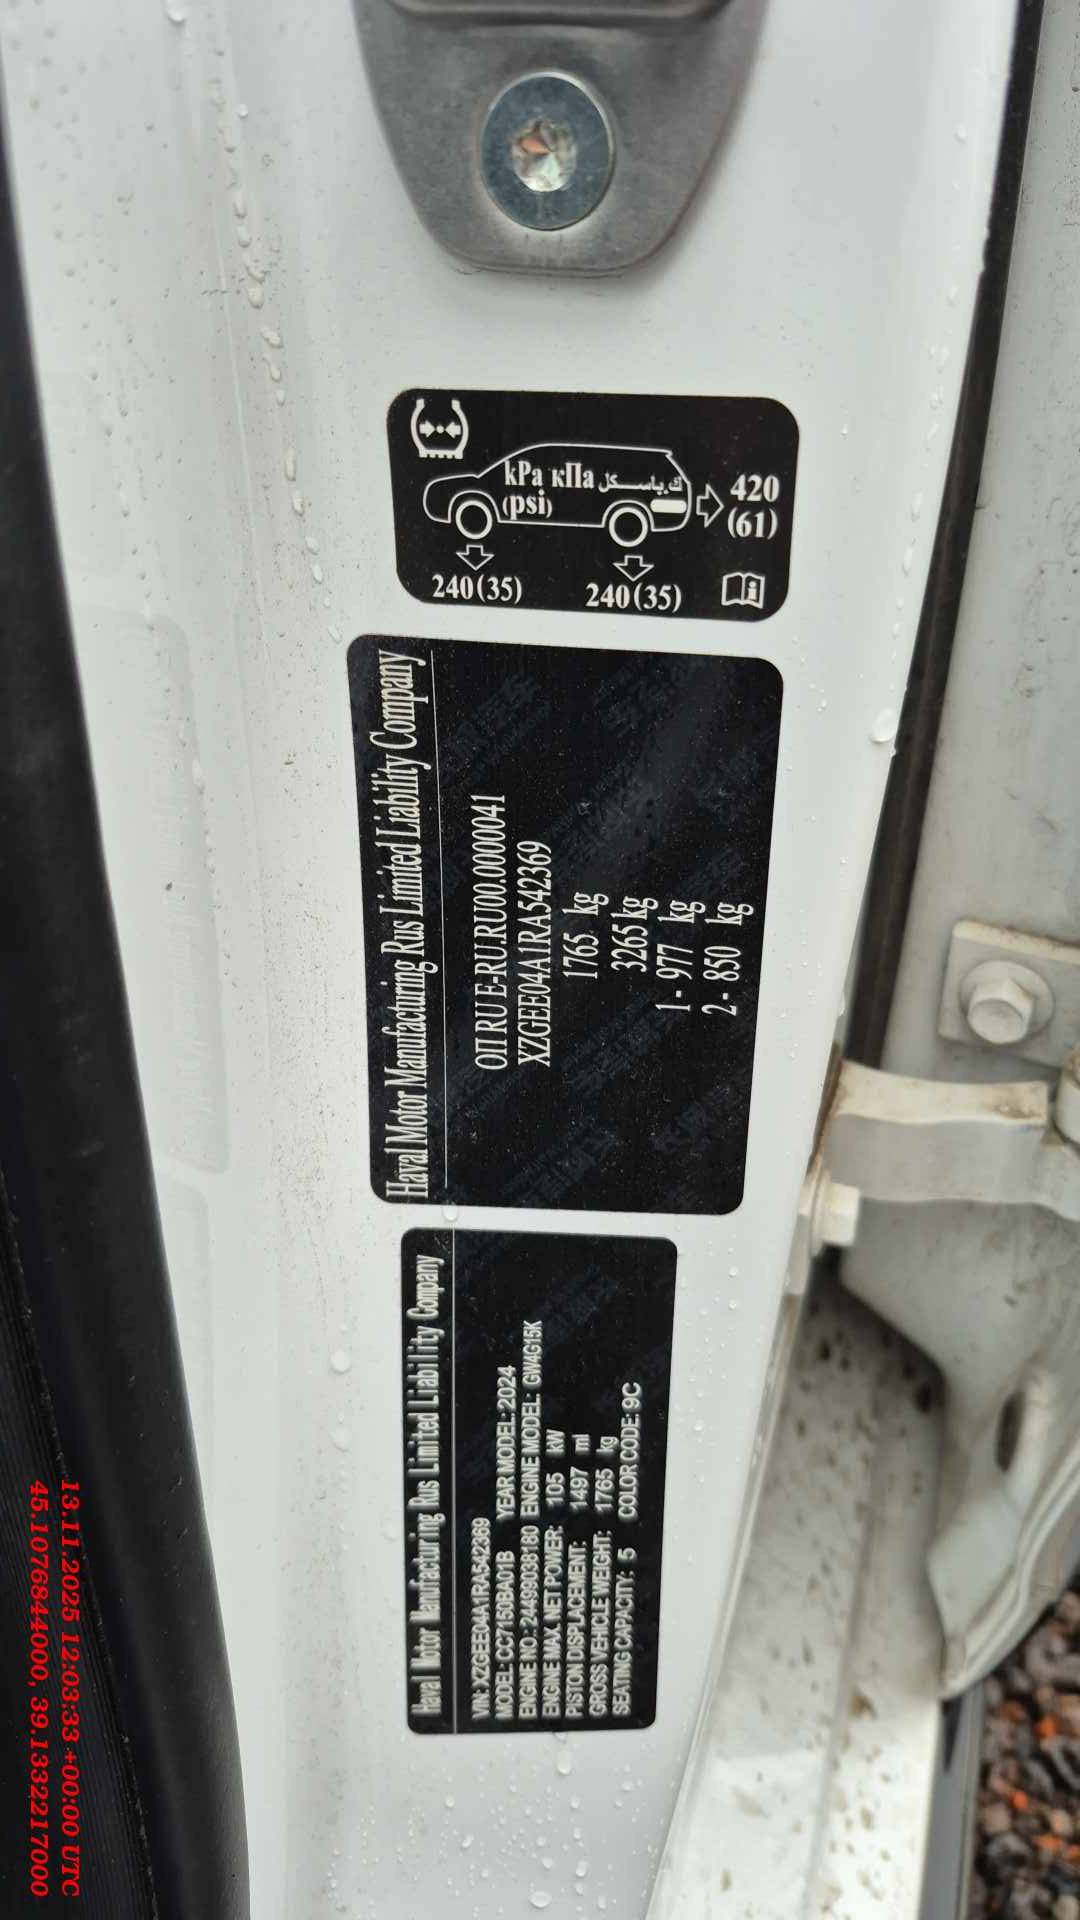 kPa кПа ك.باسـكل
(psi)
420
(61)
240(35)
240(35)
Haval Motor Manufacturing Rus Limited Liability Company
ОП RU E-RU.RU00.0000041
XZGEE04A1RA542369
1765 kg
3265 kg
1 - 977 kg
2 - 850 kg
Haval Motor Manufacturing Rus Limited Liability Company
VIN: XZGEE04A1RA542369
MODEL: CC7150BA01B YEAR MODEL: 2024
ENGINE NO: 24499038180 ENGINE MODEL: GW4G15K
ENGINE MAX. NET POWER: 105 kW
PISTON DISPLACEMENT: 1497 ml
GROSS VEHICLE WEIGHT: 1765 kg
SEATING CAPACITY: 5 COLOR CODE: 9C
13.11.2025 12:03:33 +00:00 UTC
45.1076844000, 39.1332217000